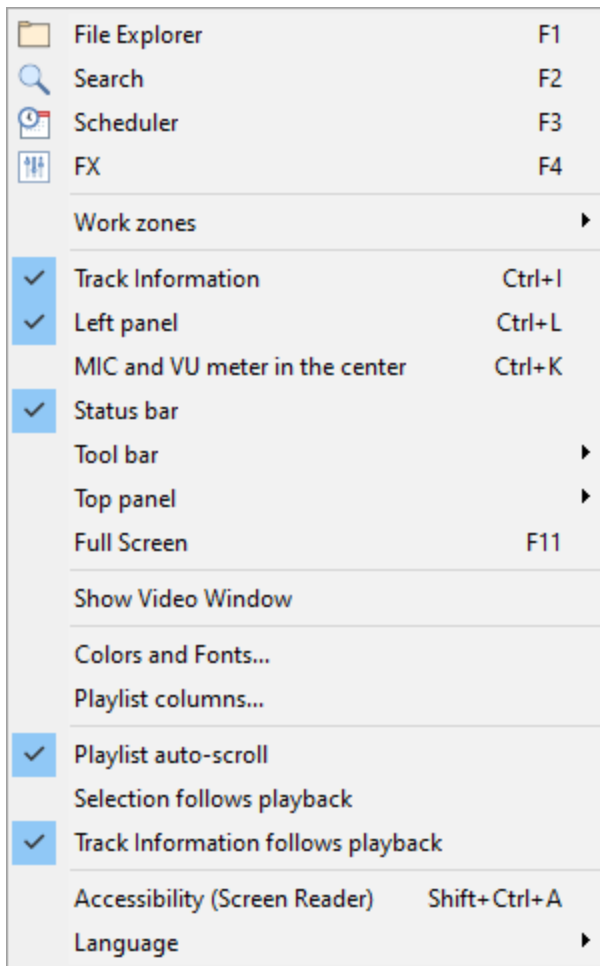 File Explorer F1
Search F2
Scheduler F3
FX F4
Work zones
Track Information Ctrl+I
Left panel Ctrl+L
MIC and VU meter in the center Ctrl+K
Status bar
Tool bar
Top panel
Full Screen F11
Show Video Window
Colors and Fonts...
Playlist columns...
Playlist auto-scroll
Selection follows playback
Track Information follows playback
Accessibility (Screen Reader) Shift+Ctrl+A
Language